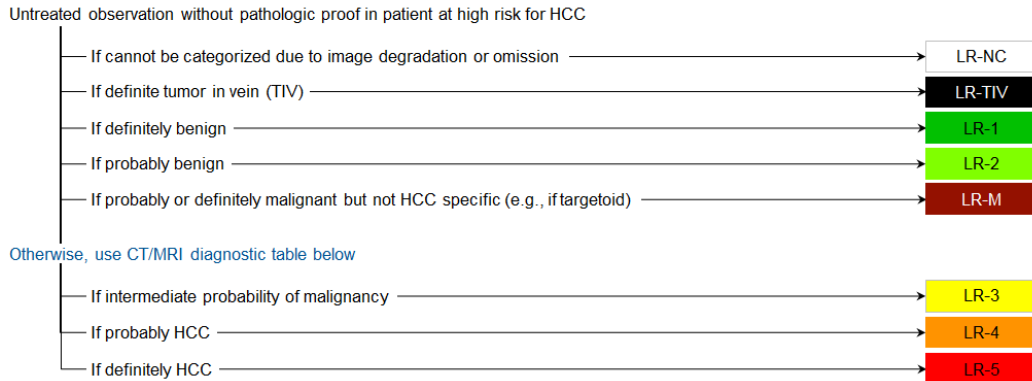 Untreated observation without pathologic proof in patient at high risk for HCC
If cannot be categorized due to image degradation or omission LR-NC
If definite tumor in vein (TIV) LR-TIV
If definitely benign LR-1
If probably benign LR-2
If probably or definitely malignant but not HCC specific (e.g., if targetoid) LR-M
Otherwise, use CT/MRI diagnostic table below
If intermediate probability of malignancy LR-3
If probably HCC LR-4
If definitely HCC LR-5